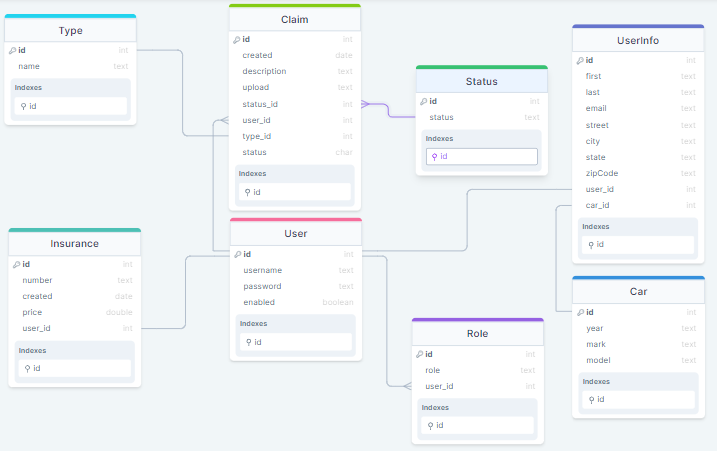 Type
id int
name text
Indexes
id
Claim
id int
created date
description text
upload text
status_id int
user_id int
type_id int
status char
Indexes
id
Status
id int
status text
Indexes
id
UserInfo
id int
first text
last text
email text
street text
city text
state text
zipCode text
user_id int
car_id int
Indexes
id
Insurance
id int
number text
created date
price double
user_id int
Indexes
id
User
id int
username text
password text
enabled boolean
Indexes
id
Role
id int
role text
user_id int
Indexes
id
Car
id int
year text
mark text
model text
Indexes
id